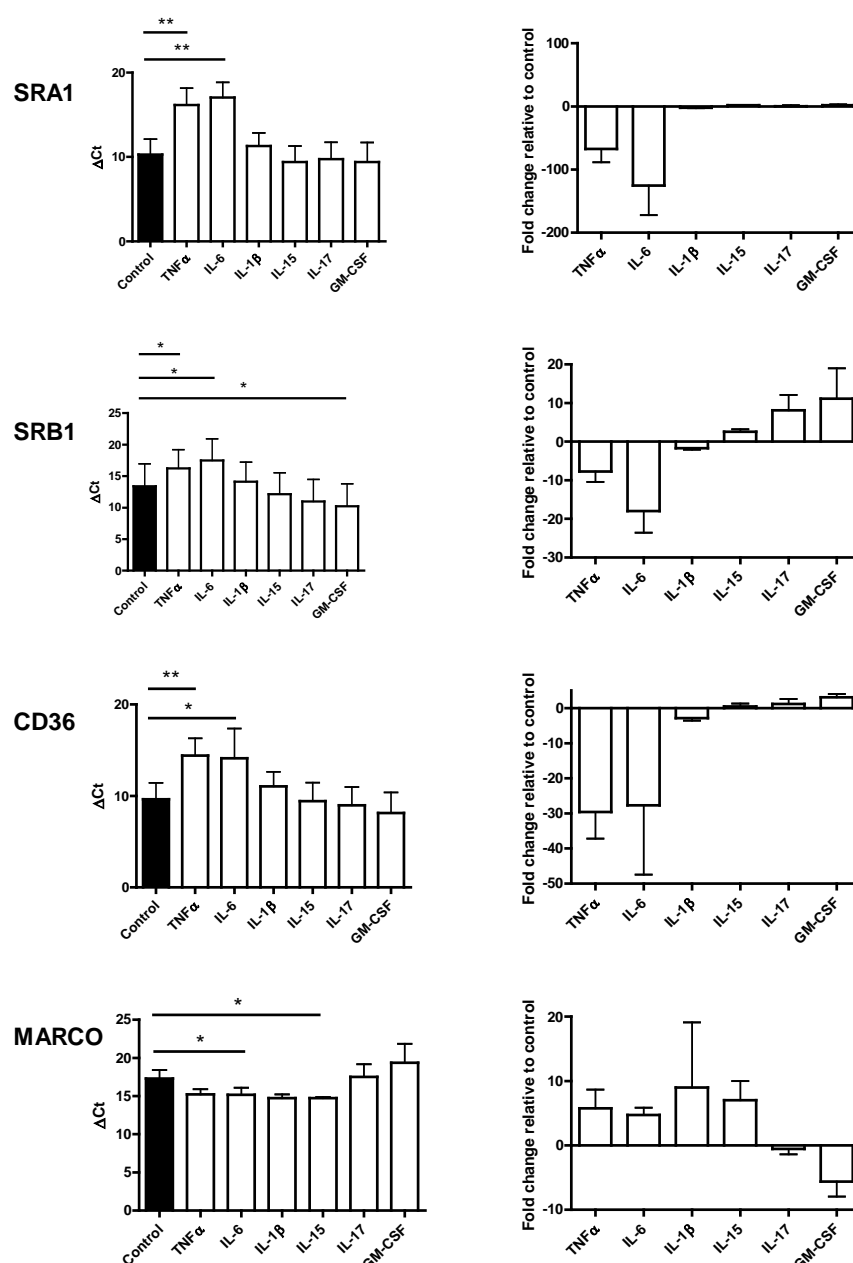 **
**
SRA1
20
10
0
ΔCt
Control
TNFα
IL-6
IL-1β
IL-15
IL-17
GM-CSF
Fold change relative to control
100
0
-100
-200
TNFα
IL-6
IL-1β
IL-15
IL-17
GM-CSF
*
*
*
SRB1
25
20
15
10
5
0
ΔCt
Control
TNFα
IL-6
IL-1β
IL-15
IL-17
GM-CSF
Fold change relative to control
20
10
0
-10
-20
-30
TNFα
IL-6
IL-1β
IL-15
IL-17
GM-CSF
**
*
CD36
20
10
0
ΔCt
Control
TNFα
IL-6
IL-1β
IL-15
IL-17
GM-CSF
Fold change relative to control
0
-10
-20
-30
-40
-50
TNFα
IL-6
IL-1β
IL-15
IL-17
GM-CSF
*
*
MARCO
25
20
15
10
5
0
ΔCt
Control
TNFα
IL-6
IL-1β
IL-15
IL-17
GM-CSF
Fold change relative to control
20
10
0
-10
TNFα
IL-6
IL-1β
IL-15
IL-17
GM-CSF